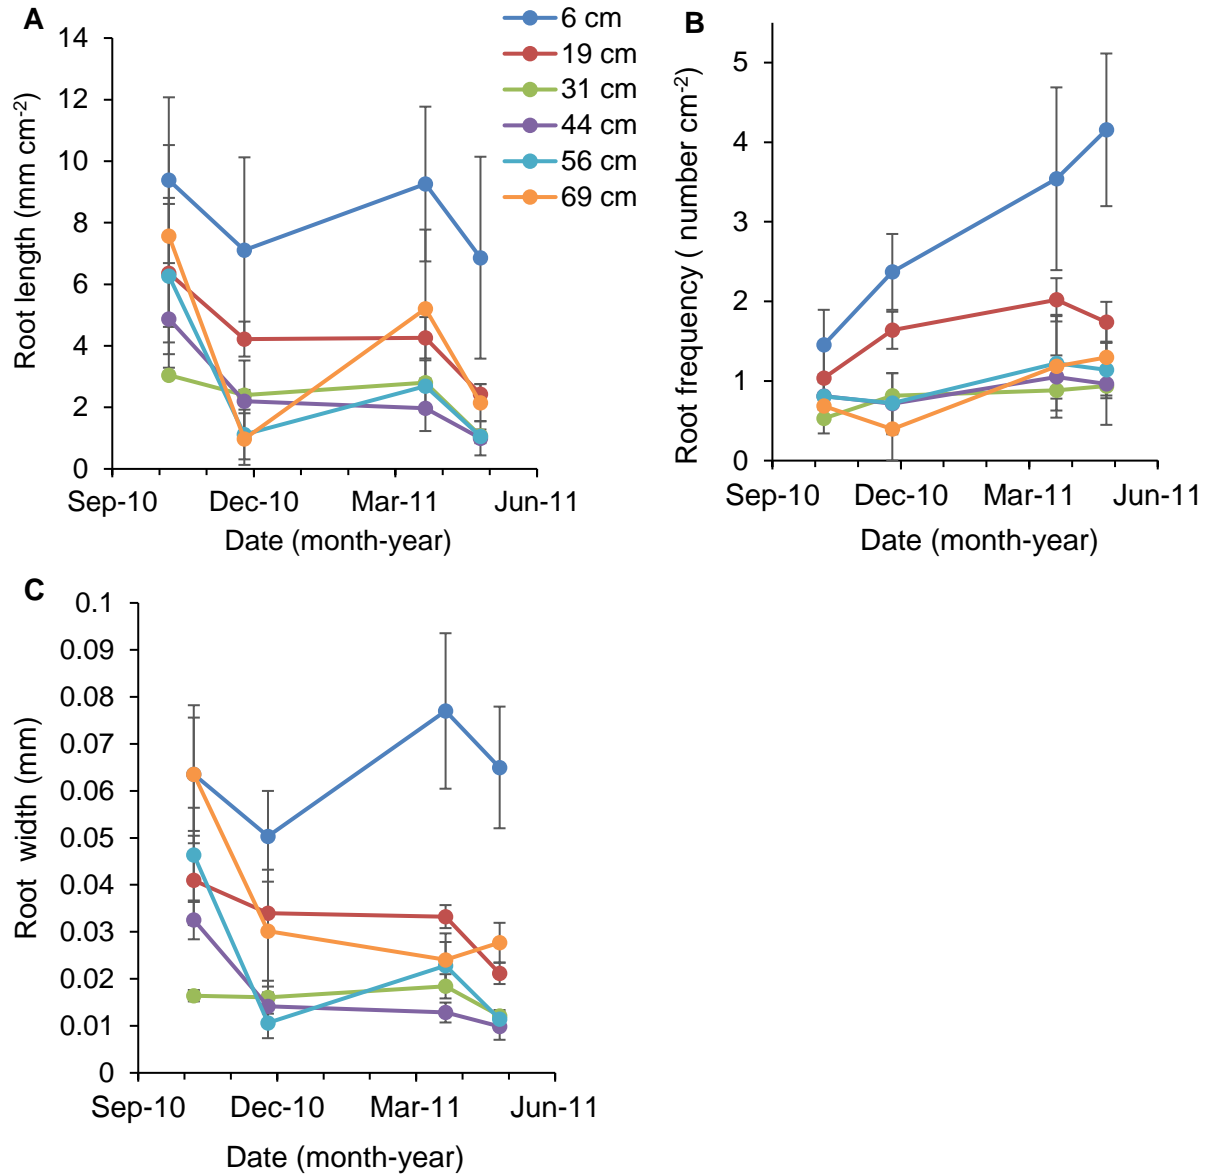 A
Root length (mm cm-2)
14
12
10
8
6
4
2
0
Sep-10 Dec-10 Mar-11 Jun-11
Date (month-year)
6 cm
19 cm
31 cm
44 cm
56 cm
69 cm
B
Root frequency ( number cm-2)
5
4
3
2
1
0
Sep-10 Dec-10 Mar-11 Jun-11
Date (month-year)
C
Root width (mm)
0.1
0.09
0.08
0.07
0.06
0.05
0.04
0.03
0.02
0.01
0
Sep-10 Dec-10 Mar-11 Jun-11
Date (month-year)